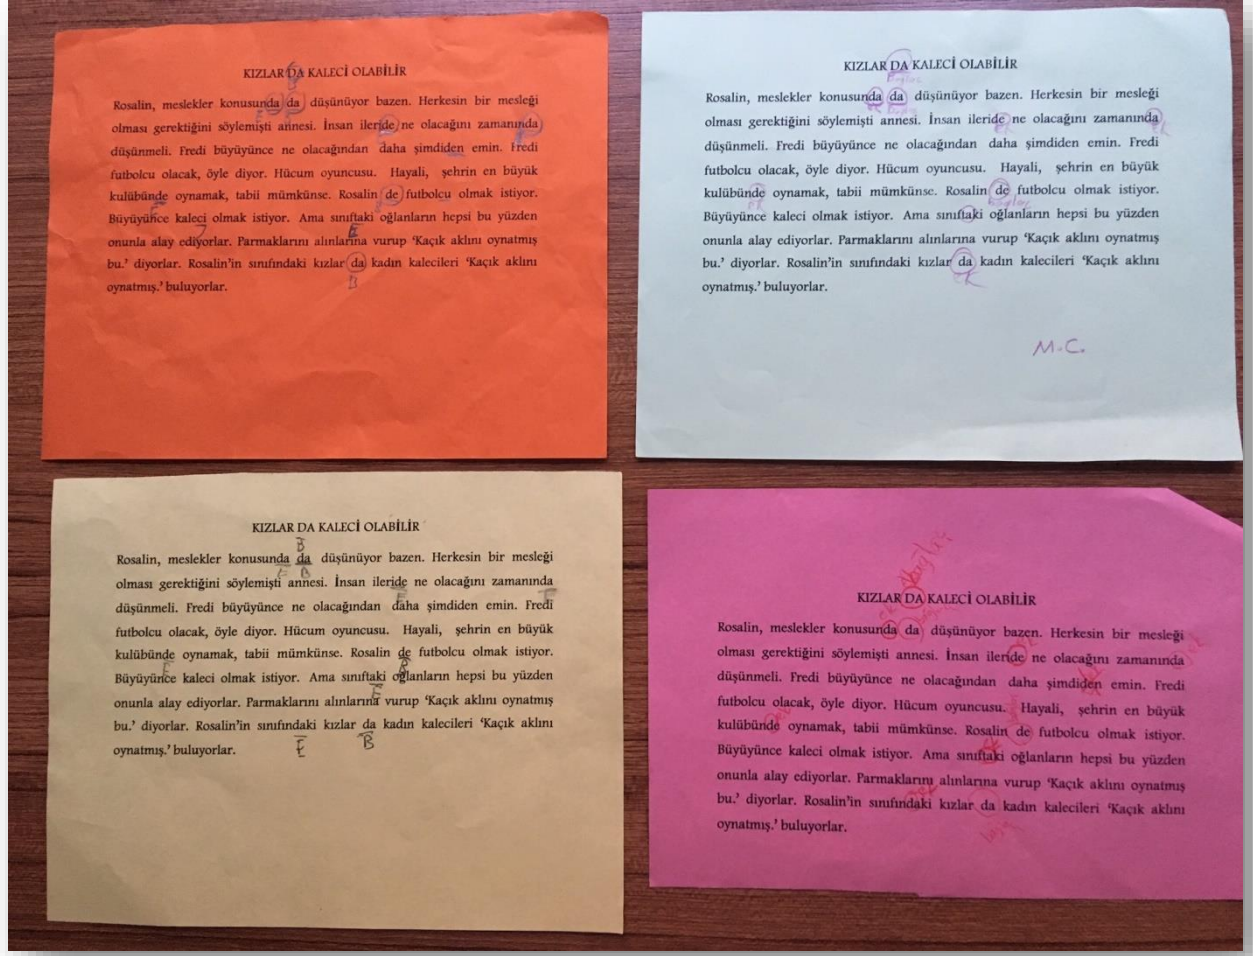 KIZLAR DA KALECİ OLABİLİR
Rosalin, meslekler konusunda da düşünüyor bazen. Herkesin bir mesleği
olması gerektiğini söylemişti annesi. İnsan ileride ne olacağını zamanında
düşünmeli. Fredi büyüyünce ne olacağından daha şimdiden emin. Fredi
futbolcu olacak, öyle diyor. Hücum oyuncusu. Hayali, şehrin en büyük
kulübünde oynamak, tabii mümkünse. Rosalin de futbolcu olmak istiyor.
Büyüyünce kaleci olmak istiyor. Ama sınıftaki oğlanların hepsi bu yüzden
onunla alay ediyorlar. Parmaklarını alınlarına vurup ‘Kaçık aklını oynatmış
bu.’ diyorlar. Rosalin’in sınıfındaki kızlar da kadın kalecileri ‘Kaçık aklını
oynatmış.’ buluyorlar.
B
KIZLAR DA KALECİ OLABİLİR
Rosalin, meslekler konusunda da düşünüyor bazen. Herkesin bir mesleği
olması gerektiğini söylemişti annesi. İnsan ileride ne olacağını zamanında
düşünmeli. Fredi büyüyünce ne olacağından daha şimdiden emin. Fredi
futbolcu olacak, öyle diyor. Hücum oyuncusu. Hayali, şehrin en büyük
kulübünde oynamak, tabii mümkünse. Rosalin de futbolcu olmak istiyor.
Büyüyünce kaleci olmak istiyor. Ama sınıftaki oğlanların hepsi bu yüzden
onunla alay ediyorlar. Parmaklarını alınlarına vurup ‘Kaçık aklını oynatmış
bu.’ diyorlar. Rosalin’in sınıfındaki kızlar da kadın kalecileri ‘Kaçık aklını
oynatmış.’ buluyorlar.
M.C.
KIZLAR DA KALECİ OLABİLİR
B
Rosalin, meslekler konusunda da düşünüyor bazen. Herkesin bir mesleği
olması gerektiğini söylemişti annesi. İnsan ileride ne olacağını zamanında
düşünmeli. Fredi büyüyünce ne olacağından daha şimdiden emin. Fredi
futbolcu olacak, öyle diyor. Hücum oyuncusu. Hayali, şehrin en büyük
kulübünde oynamak, tabii mümkünse. Rosalin de futbolcu olmak istiyor.
Büyüyünce kaleci olmak istiyor. Ama sınıftaki oğlanların hepsi bu yüzden
onunla alay ediyorlar. Parmaklarını alınlarına vurup ‘Kaçık aklını oynatmış
bu.’ diyorlar. Rosalin’in sınıfındaki kızlar da kadın kalecileri ‘Kaçık aklını
oynatmış.’ buluyorlar.
E B
KIZLAR DA KALECİ OLABİLİR
Rosalin, meslekler konusunda da düşünüyor bazen. Herkesin bir mesleği
olması gerektiğini söylemişti annesi. İnsan ileride ne olacağını zamanında
düşünmeli. Fredi büyüyünce ne olacağından daha şimdiden emin. Fredi
futbolcu olacak, öyle diyor. Hücum oyuncusu. Hayali, şehrin en büyük
kulübünde oynamak, tabii mümkünse. Rosalin de futbolcu olmak istiyor.
Büyüyünce kaleci olmak istiyor. Ama sınıftaki oğlanların hepsi bu yüzden
onunla alay ediyorlar. Parmaklarını alınlarına vurup ‘Kaçık aklını oynatmış
bu.’ diyorlar. Rosalin’in sınıfındaki kızlar da kadın kalecileri ‘Kaçık aklını
oynatmış.’ buluyorlar.